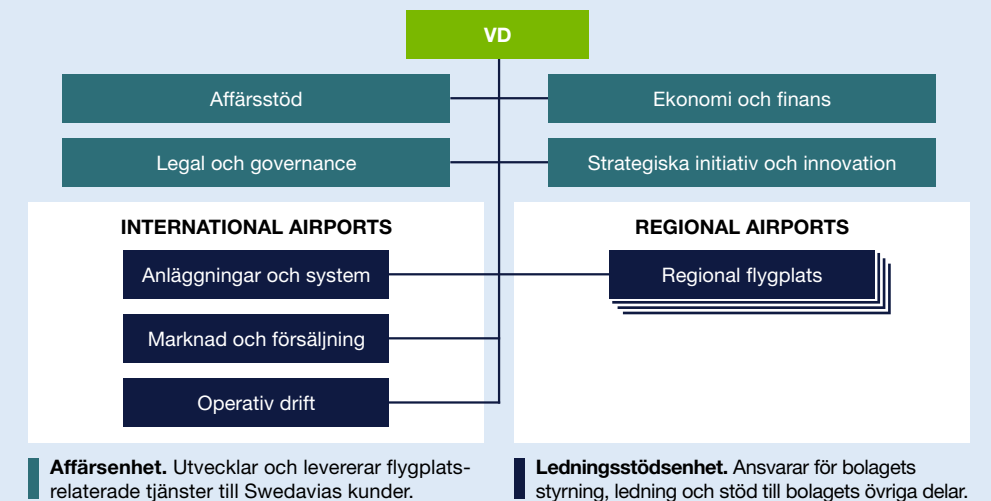 VD
Affärsstöd
Ekonomi och finans
Legal och governance
Strategiska initiativ och innovation
INTERNATIONAL AIRPORTS
REGIONAL AIRPORTS
Anläggningar och system
Regional flygplats
Marknad och försäljning
Operativ drift
Affärsenhet. Utvecklar och levererar flygplats-
relaterade tjänster till Swedavias kunder.
Ledningsstödsenhet. Ansvarar för bolagets
styrning, ledning och stöd till bolagets övriga delar.